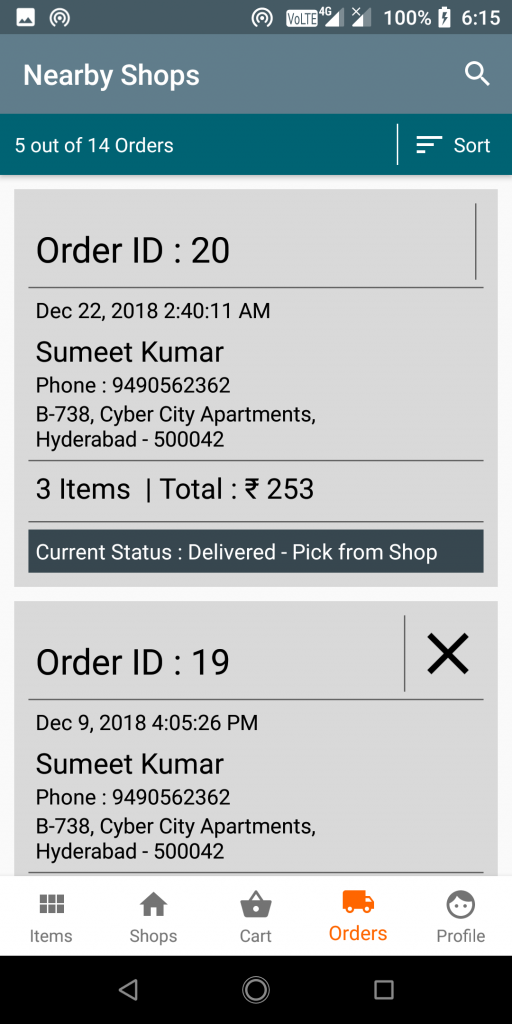 VoLTE 4G 100% 6:15
Nearby Shops
5 out of 14 Orders Sort
Order ID : 20
Dec 22, 2018 2:40:11 AM
Sumeet Kumar
Phone : 9490562362
B-738, Cyber City Apartments,
Hyderabad - 500042
3 Items | Total : ₹ 253
Current Status : Delivered - Pick from Shop
Order ID : 19
Dec 9, 2018 4:05:26 PM
Sumeet Kumar
Phone : 9490562362
B-738, Cyber City Apartments,
Hyderabad - 500042
Items Shops Cart Orders Profile